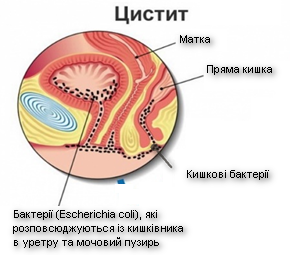 Цистит
Матка
Пряма кишка
Кишкові бактерії
Бактерії (Escherichia coli), які
розповсюджуються із кишківника
в уретру та мочовий пузирь